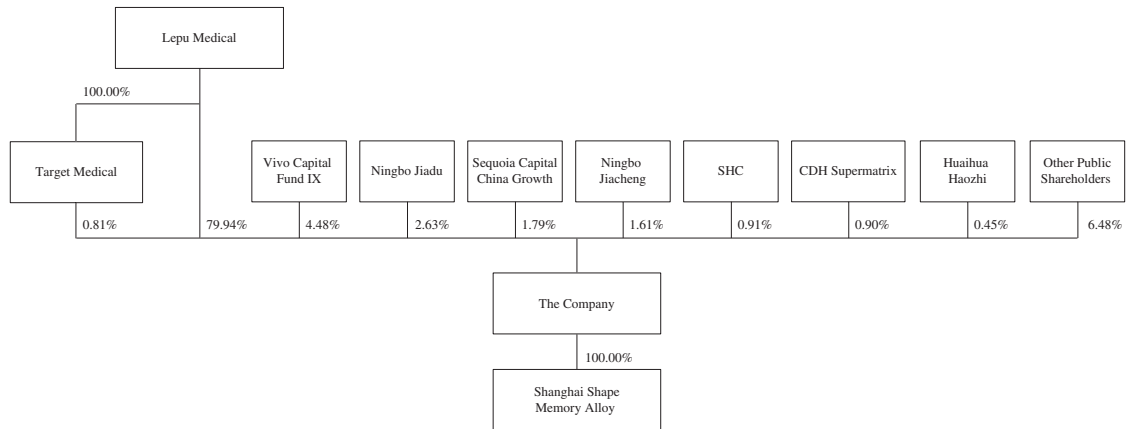 Lepu Medical
100.00%
Target Medical
Vivo Capital
Fund IX
Ningbo Jiadu
Sequoia Capital
China Growth
Ningbo
Jiacheng
SHC
CDH Supermatrix
Huaihua
Haozhi
Other Public
Shareholders
0.81%
79.94%
4.48%
2.63%
1.79%
1.61%
0.91%
0.90%
0.45%
6.48%
The Company
100.00%
Shanghai Shape
Memory Alloy